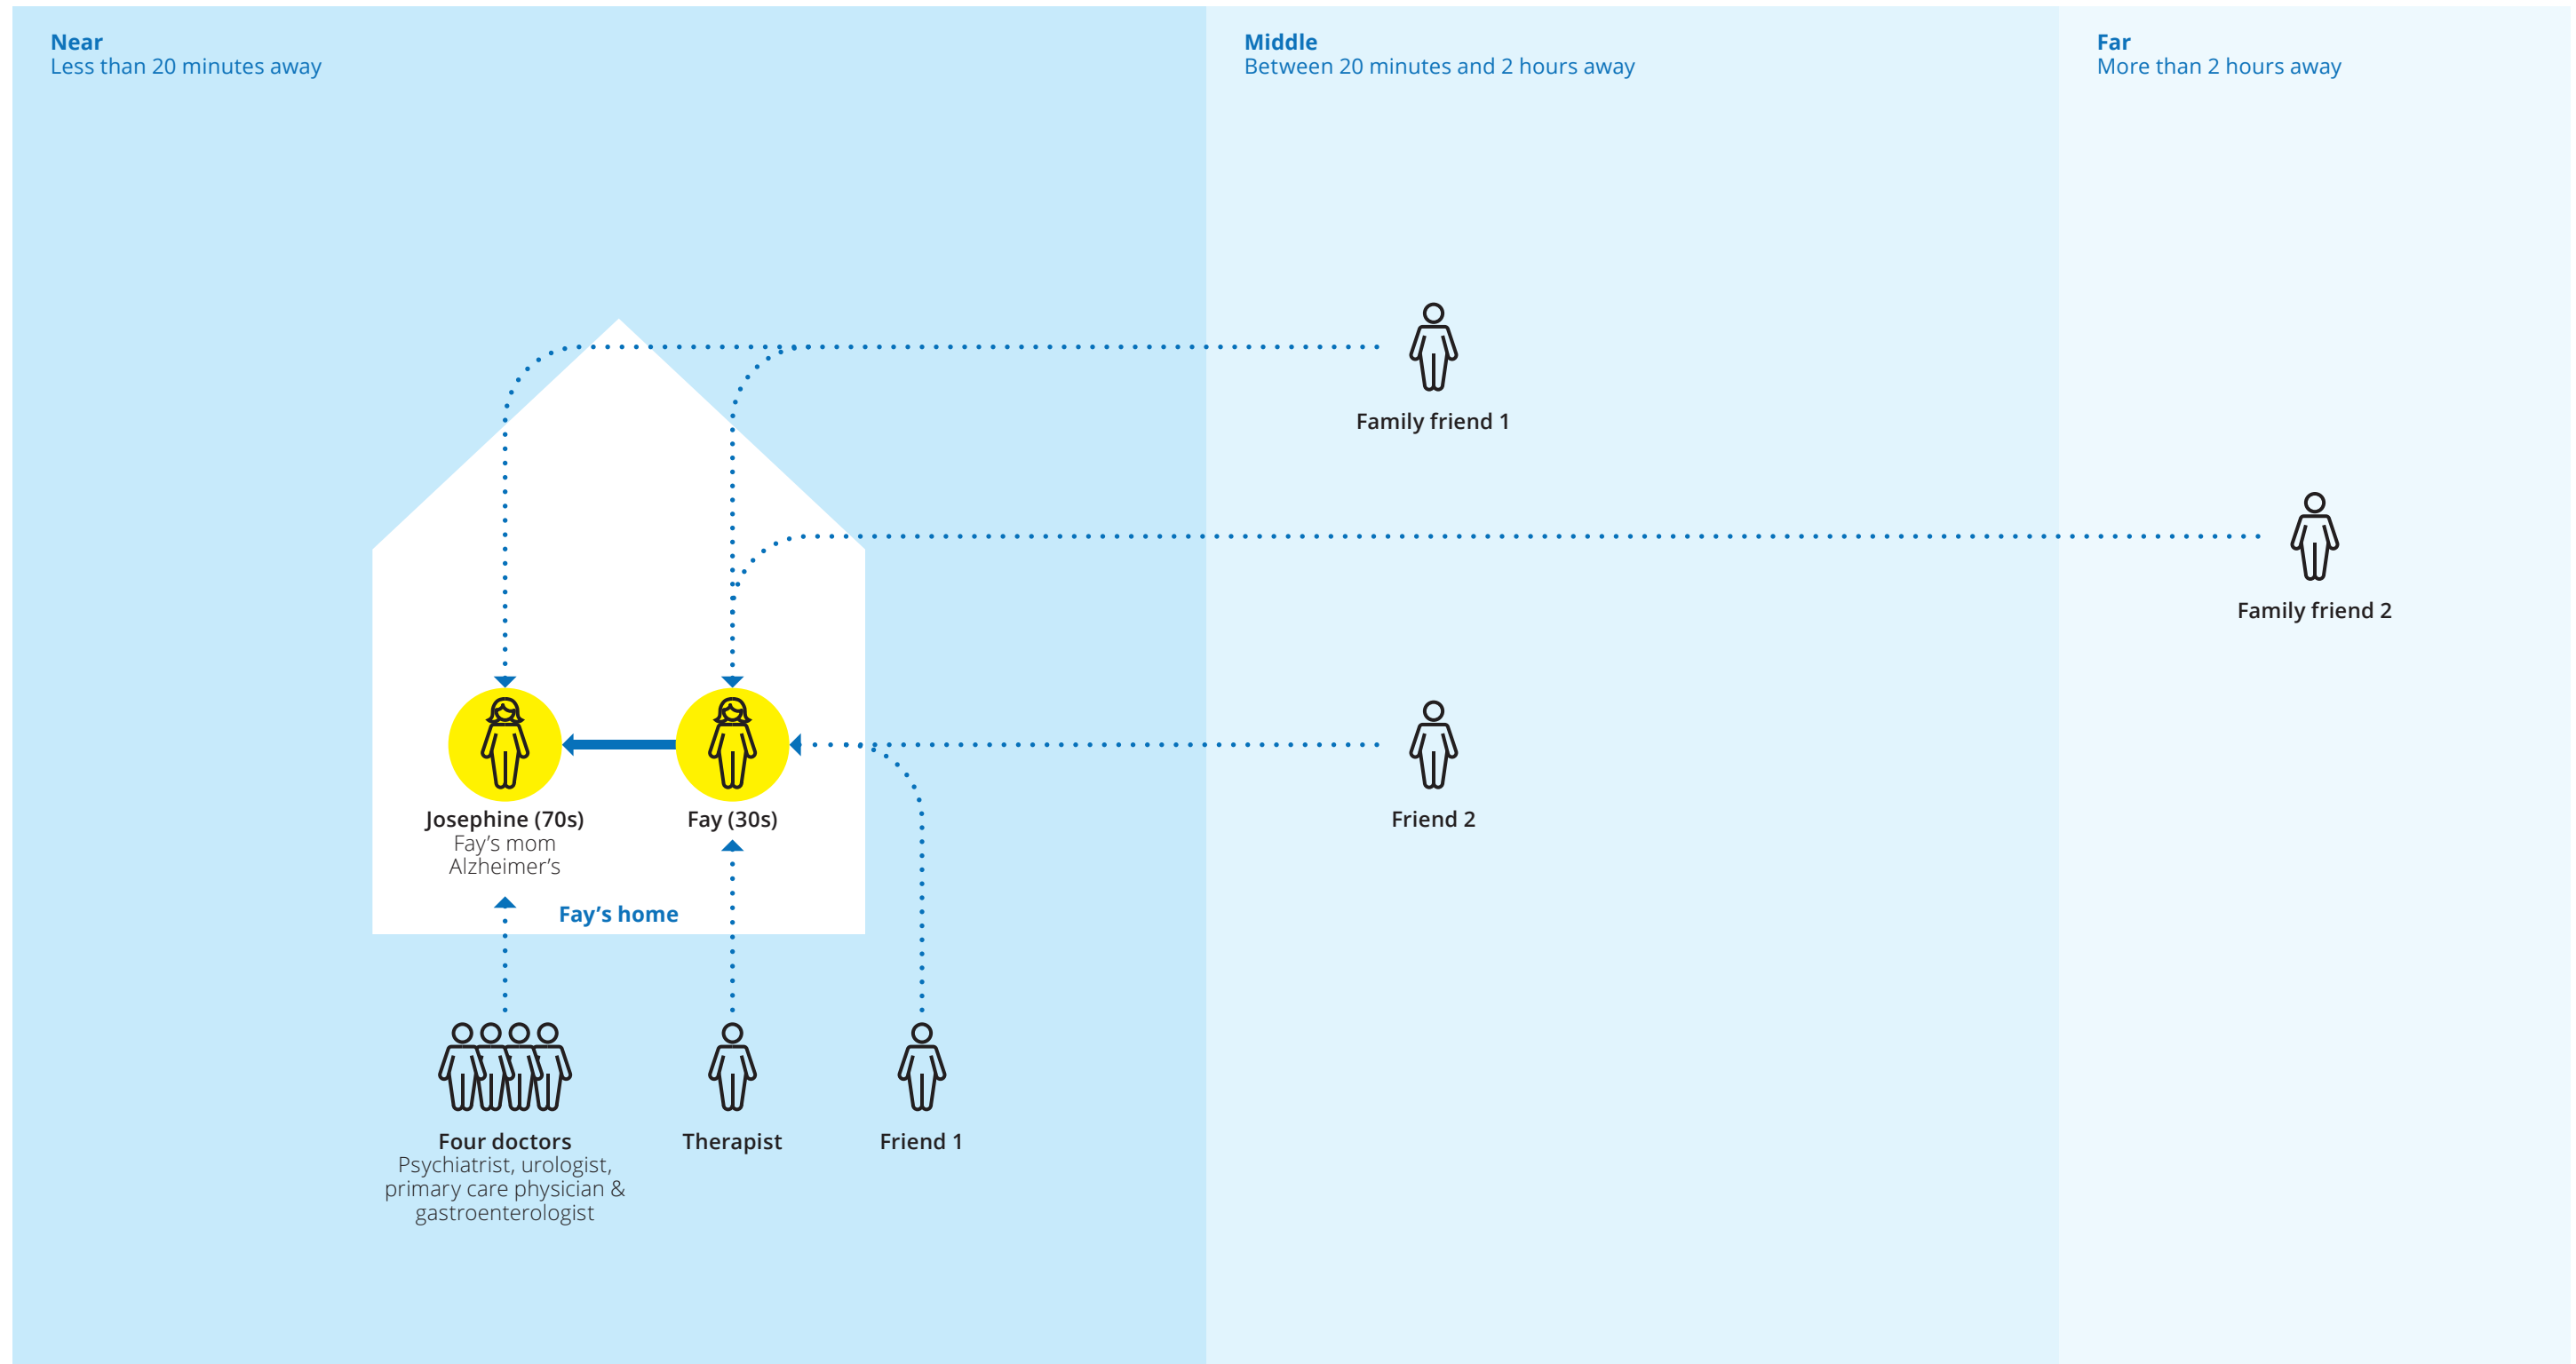 Near
Less than 20 minutes away
Middle
Between 20 minutes and 2 hours away
Far
More than 2 hours away
Family friend 1
Family friend 2
Josephine (70s)
Fay’s mom
Alzheimer’s
Fay (30s)
Friend 2
Fay’s home
Four doctors
Psychiatrist, urologist,
primary care physician &
gastroenterologist
Therapist
Friend 1